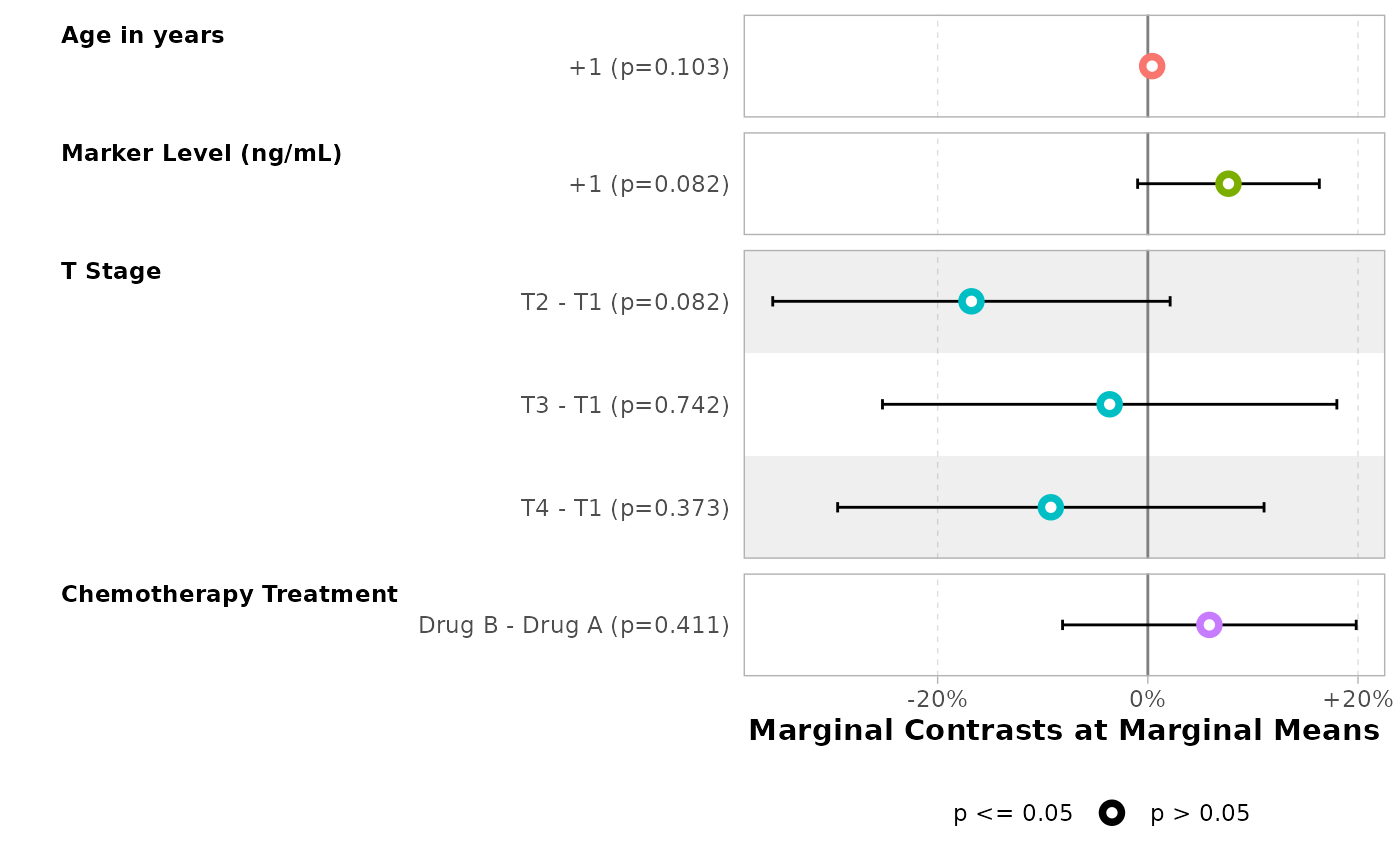 Age in years
+1 (p=0.103)
Marker Level (ng/mL)
+1 (p=0.082)
T Stage
T2 - T1 (p=0.082)
T3 - T1 (p=0.742)
T4 - T1 (p=0.373)
Chemotherapy Treatment
Drug B - Drug A (p=0.411)
-20% 0% +20%
Marginal Contrasts at Marginal Means
p <= 0.05 p > 0.05